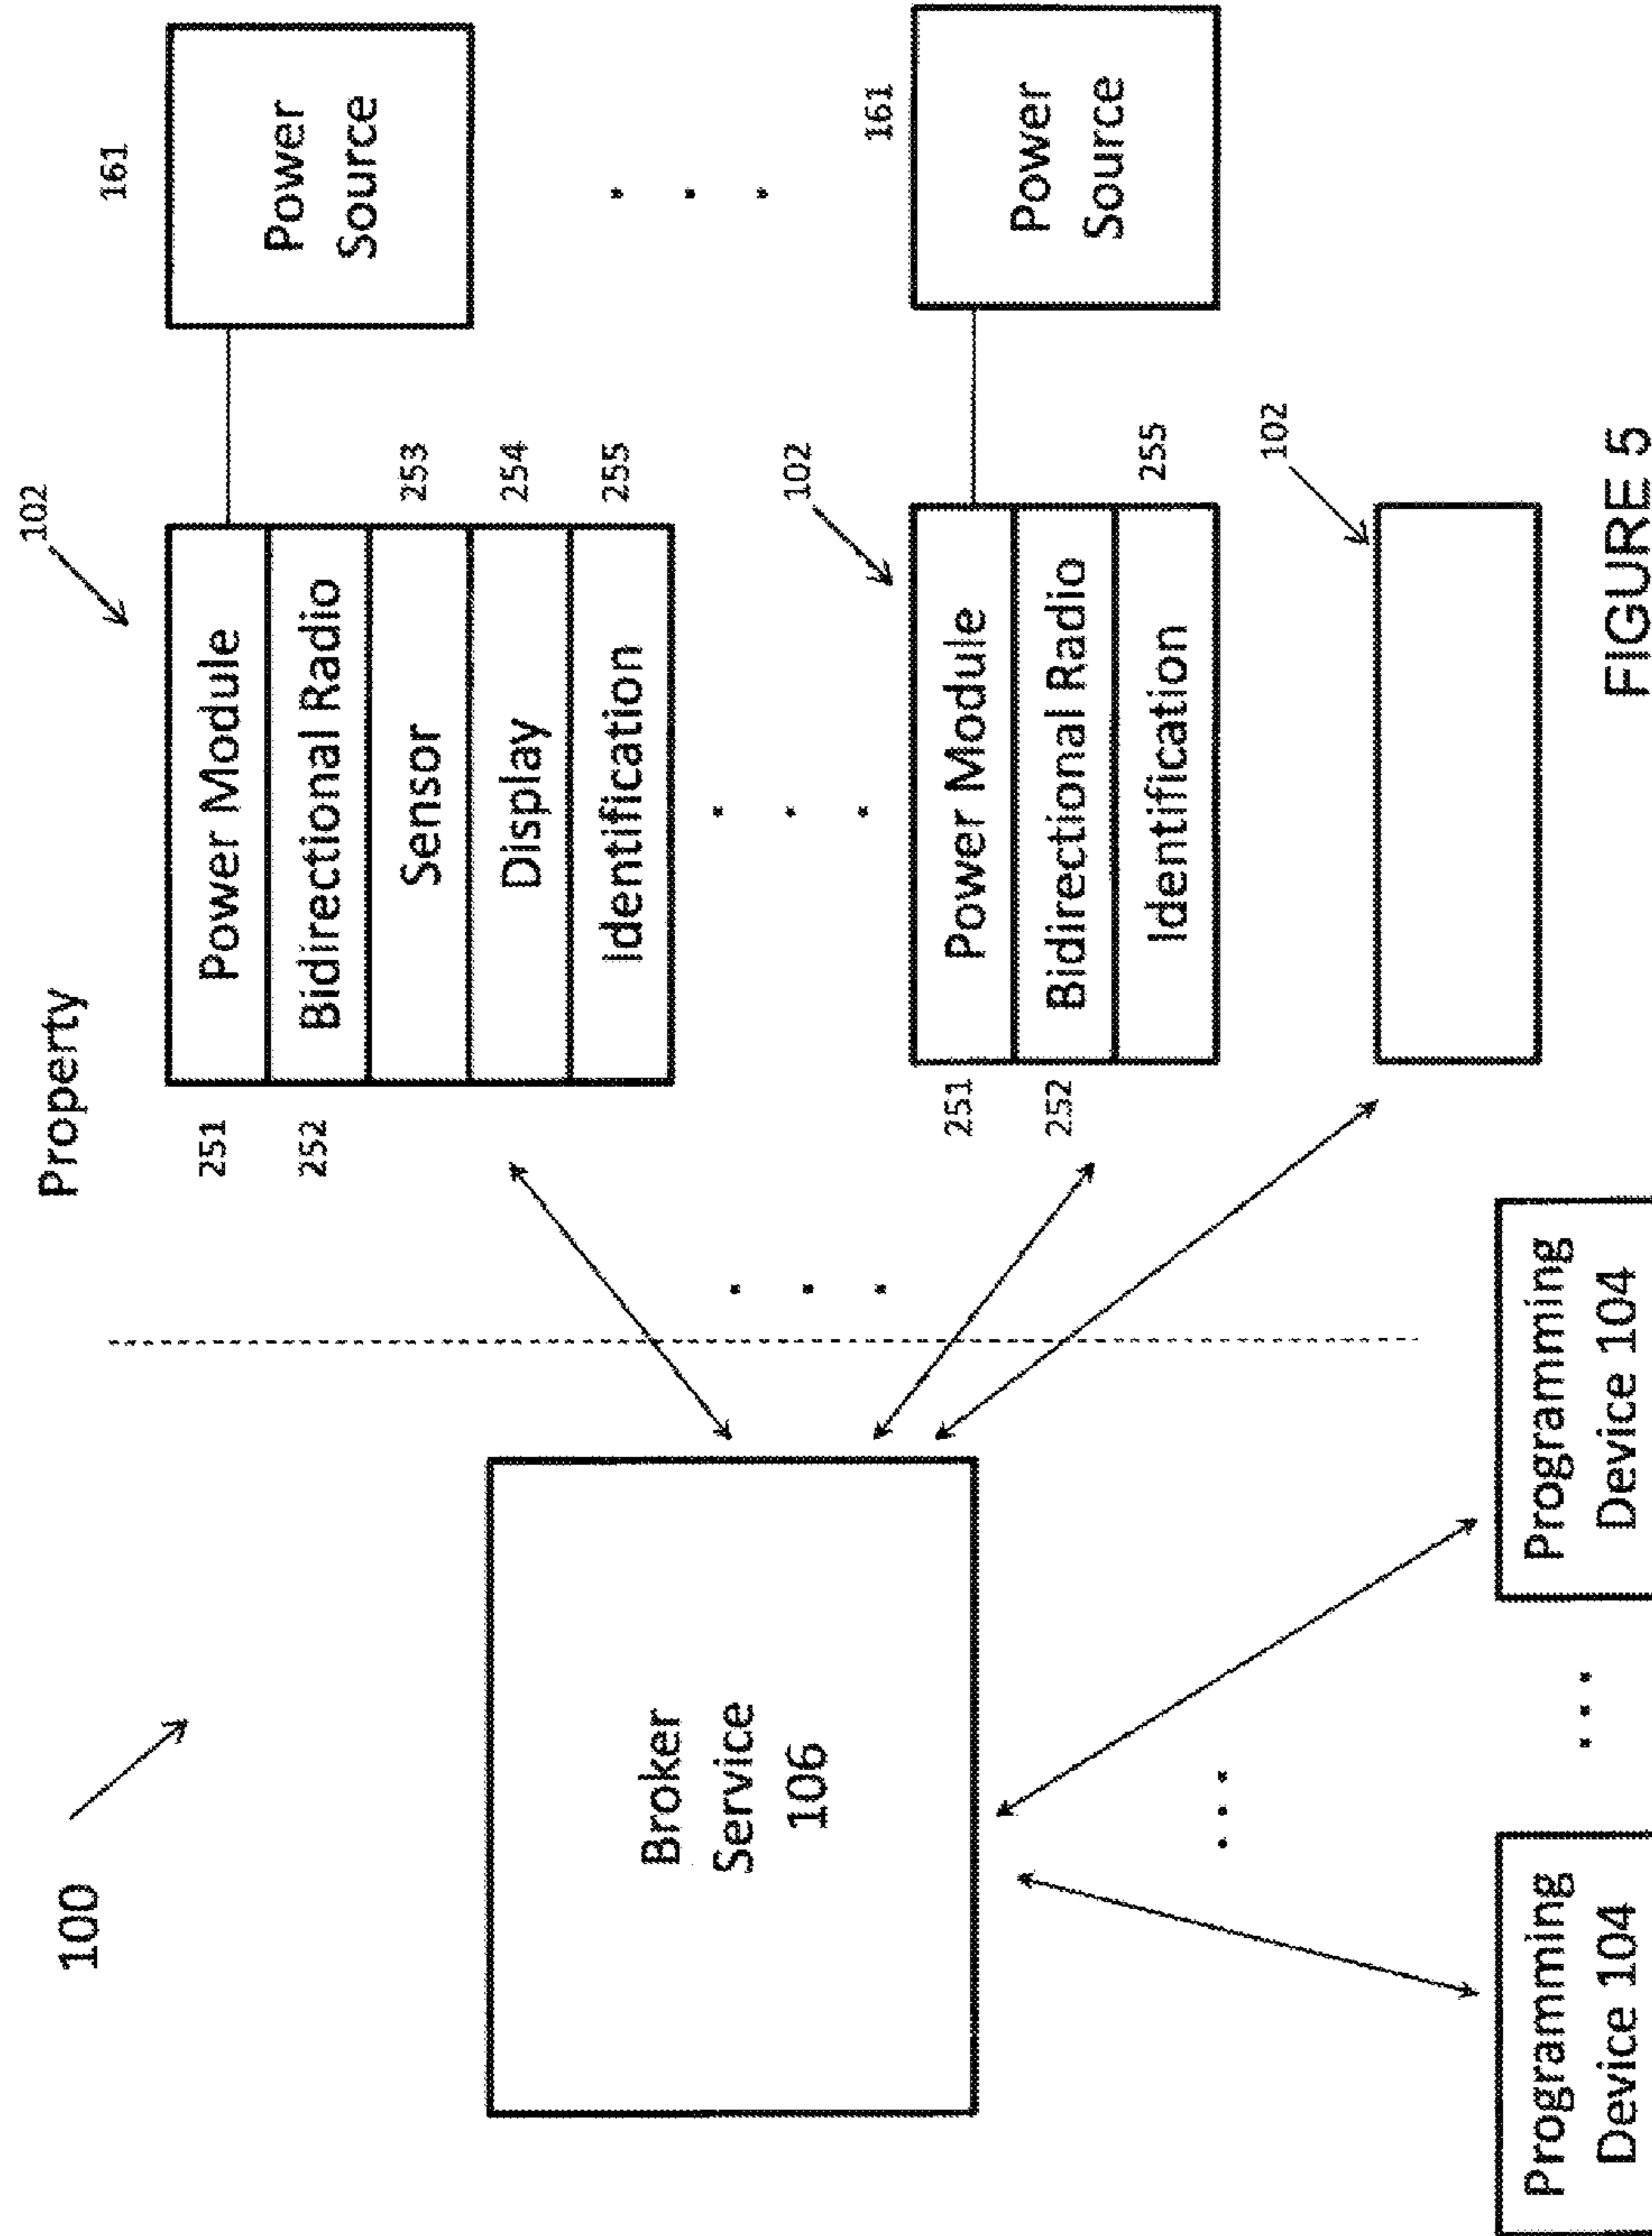 100
Property
Broker
Service
106
102
251
Power Module
252
Bidirectional Radio
Sensor
253
Display
254
Identification
255
161
Power
Source
102
251
Power Module
252
Bidirectional Radio
Identification
255
161
Power
Source
102
Programming
Device 104
Programming
Device 104
FIGURE 5